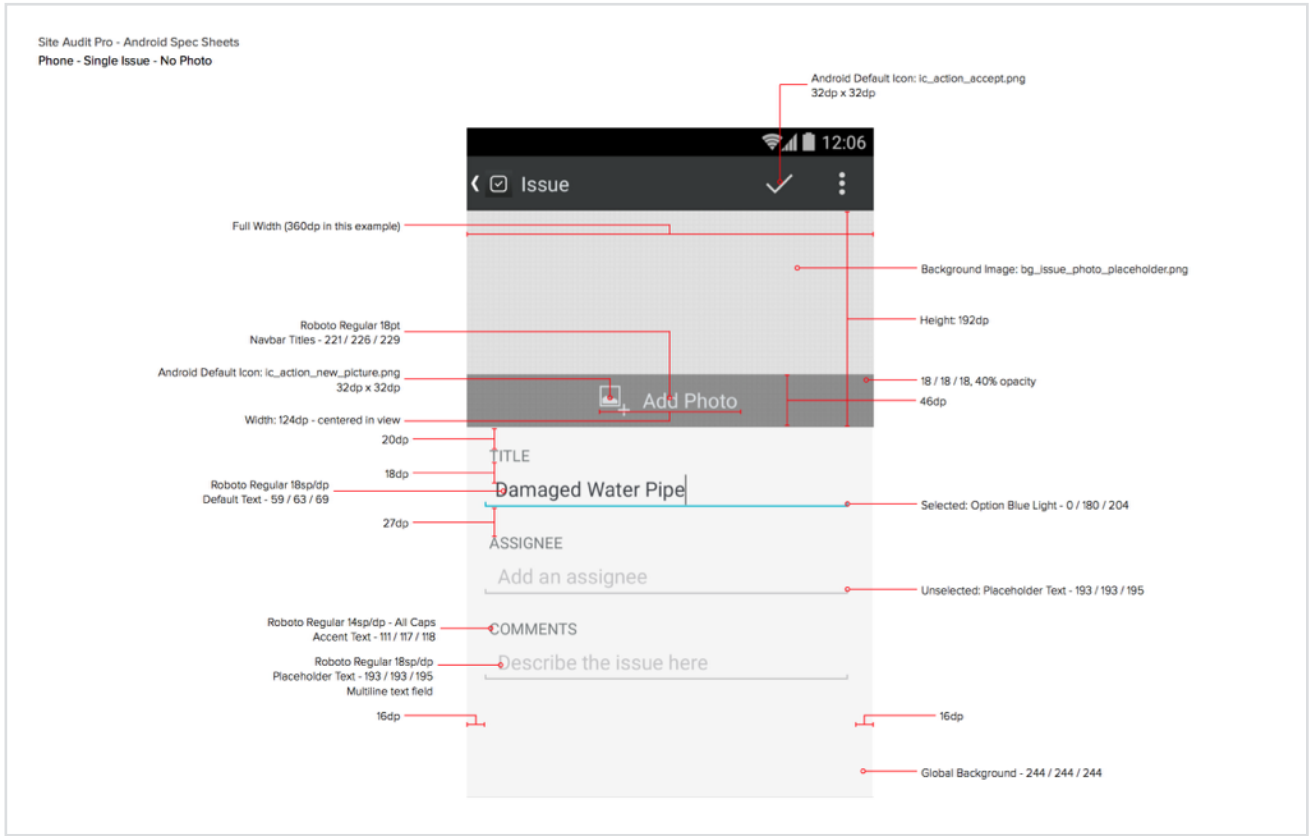 Site Audit Pro - Android Spec Sheets
Phone - Single Issue - No Photo
Android Default Icon: ic_action_accept.png
32dp x 32dp
12:06
Issue
Full Width (360dp in this example)
Background Image: bg_issue_photo_placeholder.png
Height: 192dp
Roboto Regular 18pt
Navbar Titles - 221 / 226 / 229
Android Default Icon: ic_action_new_picture.png
32dp x 32dp
18 / 18 / 18, 40% opacity
46dp
Add Photo
Width: 124dp - centered in view
20dp
TITLE
18dp
Roboto Regular 18sp/dp
Default Text - 59 / 63 / 69
Damaged Water Pipe
Selected: Option Blue Light - 0 / 180 / 204
27dp
ASSIGNEE
Add an assignee
Unselected: Placeholder Text - 193 / 193 / 195
Roboto Regular 14sp/dp - All Caps
Accent Text - 111 / 117 / 118
COMMENTS
Roboto Regular 18sp/dp
Placeholder Text - 193 / 193 / 195
Multiline text field
Describe the issue here
16dp
16dp
Global Background - 244 / 244 / 244